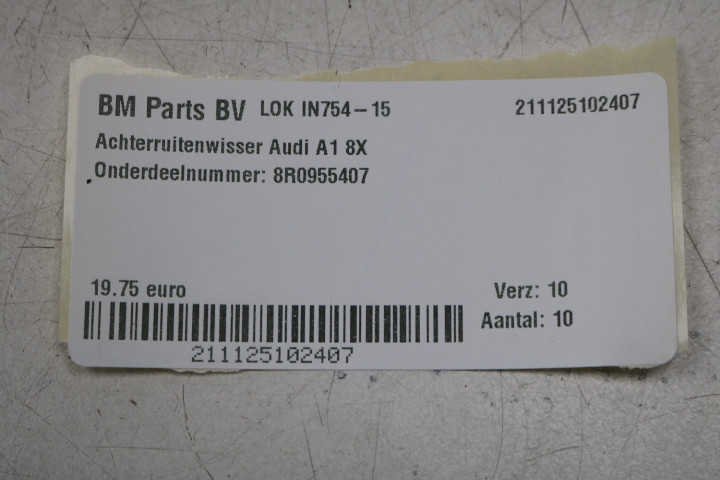 BM Parts BV LOK IN754-15 211125102407
Achterruitenwisser Audi A1 8X
Onderdeelnummer: 8R0955407
19.75 euro Verz: 10
Aantal: 10
211125102407